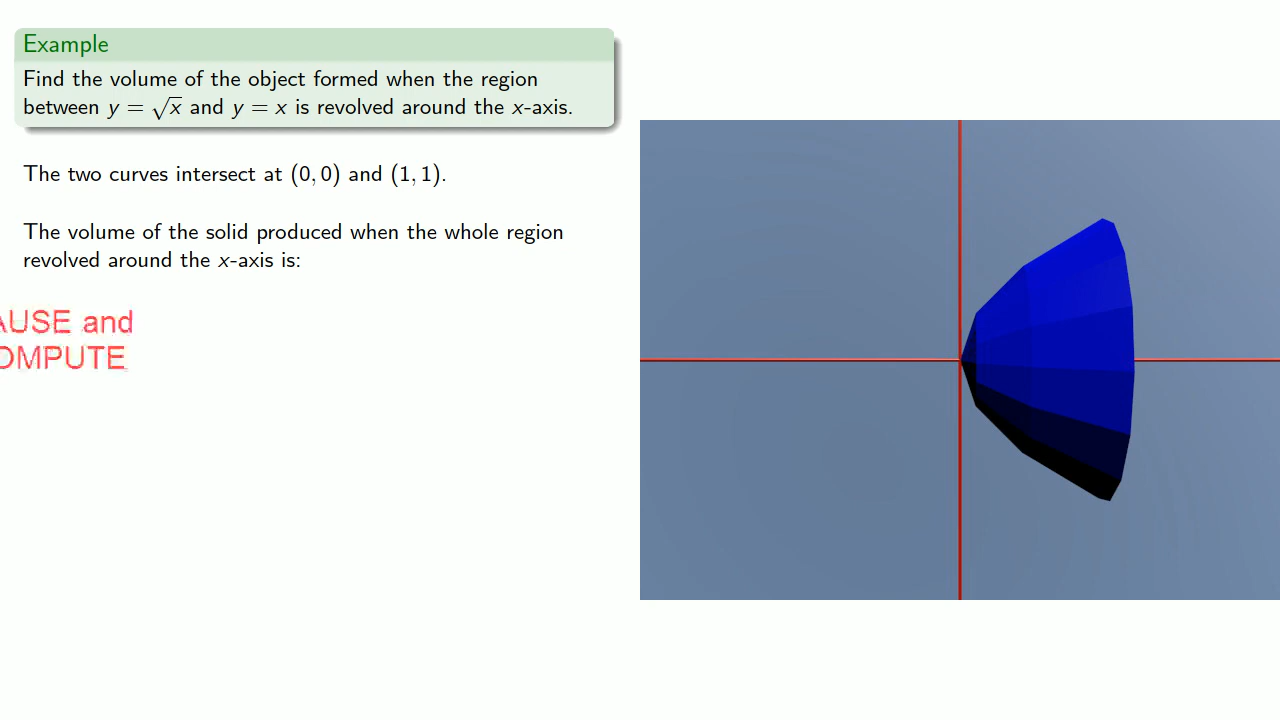 Example
Find the volume of the object formed when the region
between y = √x and y = x is revolved around the x-axis.
The two curves intersect at (0, 0) and (1, 1).
The volume of the solid produced when the whole region
revolved around the x-axis is:
AUSE and
OMPUTE